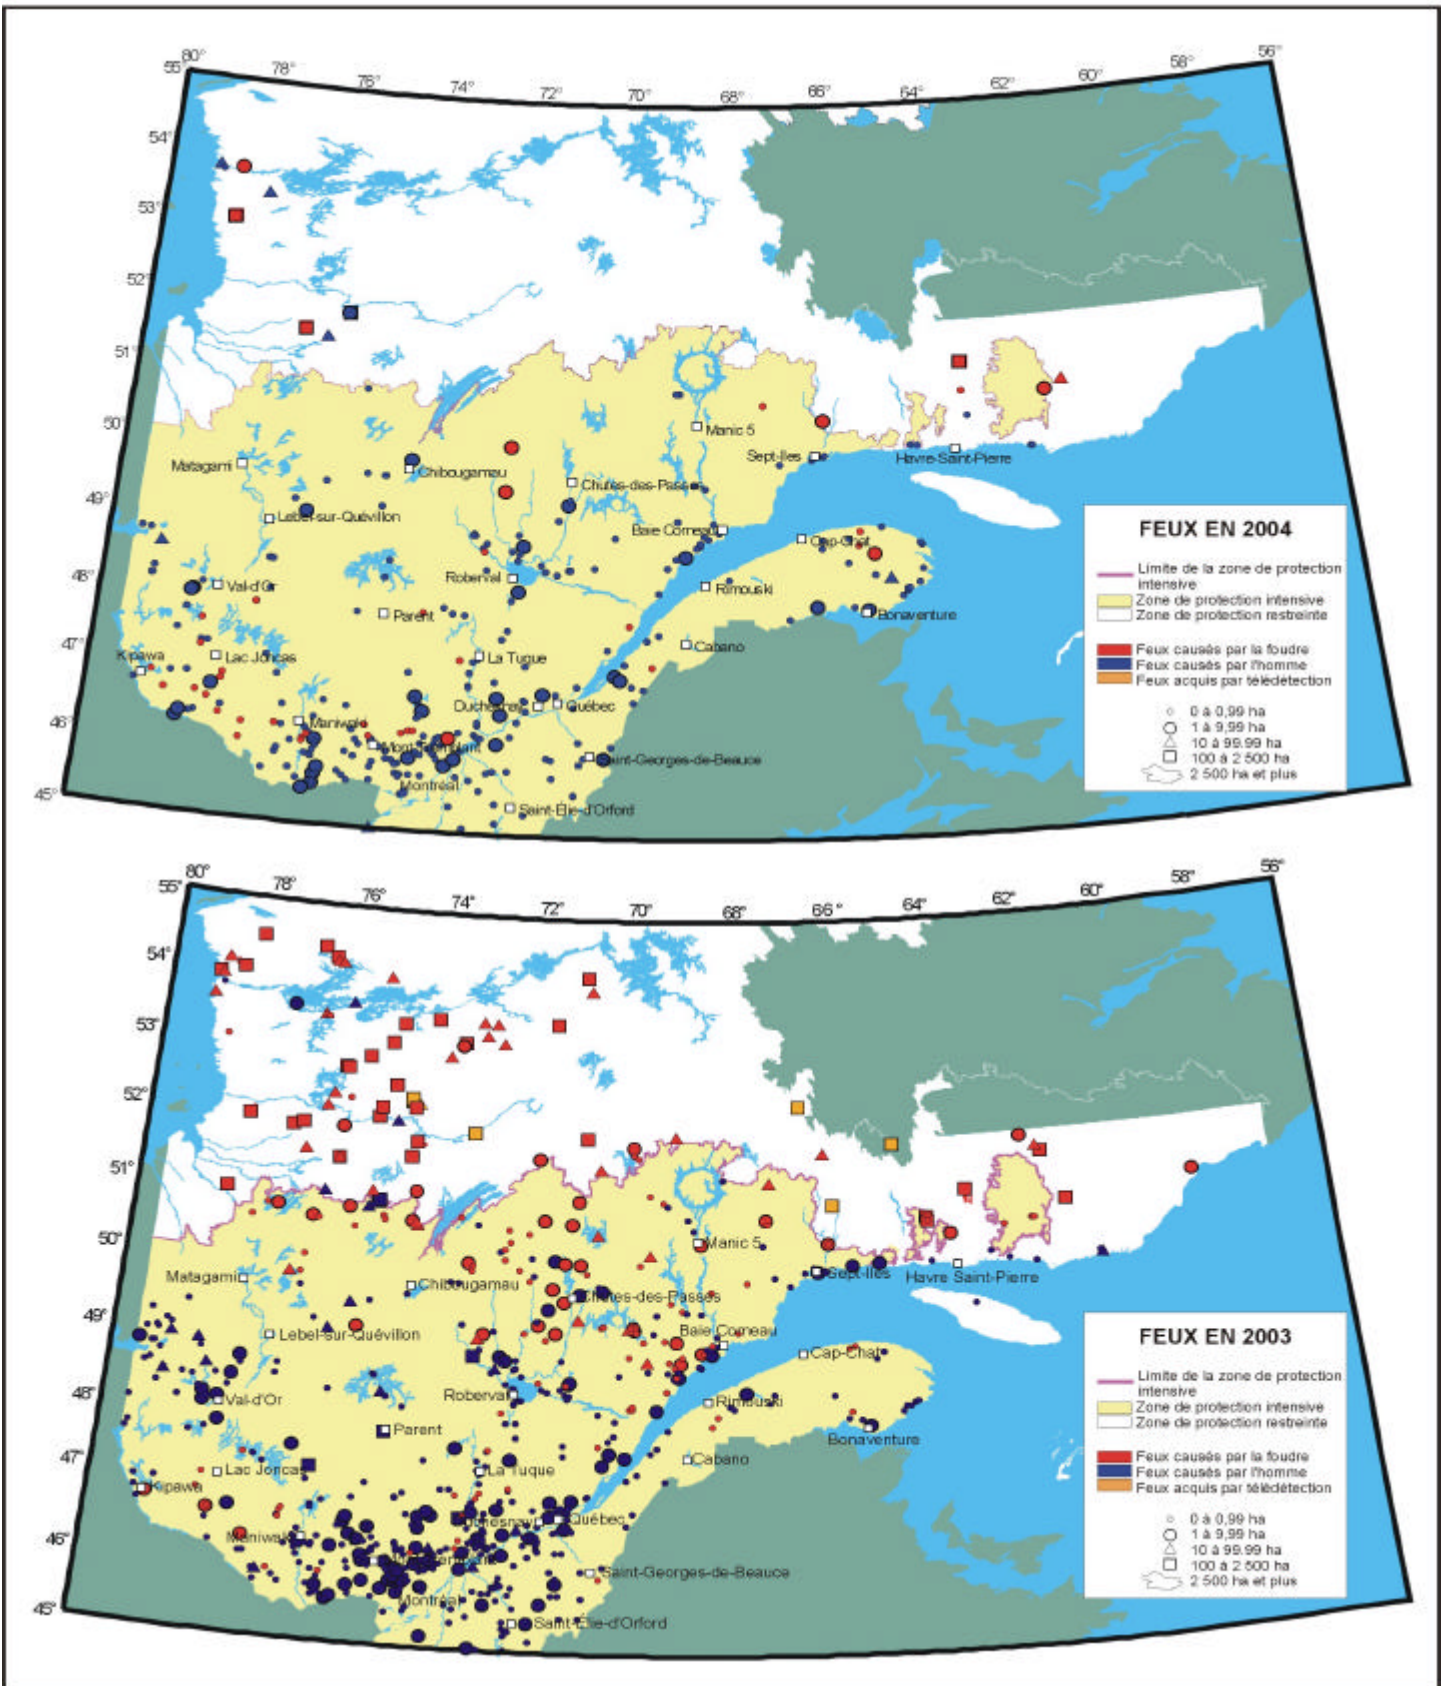 80°
55°
78°
76°
74°
72°
70°
68°
66°
64°
62°
60°
58°
56°
54°
53°
52°
51°
50°
49°
48°
47°
46°
45°
Manic 5
Matagami
Chibougamau
Sept-Iles
Havre-Saint-Pierre
Chutes-des-Passes
Lebel-sur-Quévillon
Baie Comeau
Cap-Chat
Roberval
Val-d'Or
Rimouski
Parent
Bonaventure
Kipawa
Lac Joncas
La Tuque
Cabano
Duchesnay
Québec
Maniwaki
Mont-Tremblant
Saint-Georges-de-Beauce
Montréal
Saint-Élie-d'Orford
FEUX EN 2004
Limite de la zone de protection
intensive
Zone de protection intensive
Zone de protection restreinte
Feux causés par la foudre
Feux causés par l'homme
Feux acquis par télédétection
0 à 0,99 ha
1 à 9,99 ha
10 à 99.99 ha
100 à 2 500 ha
2 500 ha et plus
80°
55°
78°
76°
74°
72°
70°
68°
66°
64°
62°
60°
58°
56°
54°
53°
52°
51°
50°
49°
48°
47°
46°
45°
Manic 5
Matagami
Chibougamau
Sept-Iles
Havre Saint-Pierre
Chutes-des-Passes
Lebel-sur-Quévillon
Baie Comeau
Cap-Chat
Roberval
Val-d'Or
Rimouski
Parent
Bonaventure
Kipawa
Lac Joncas
La Tuque
Cabano
Duchesnay
Québec
Maniwaki
Saint-Georges-de-Beauce
Montréal
Saint-Élie-d'Orford
FEUX EN 2003
Limite de la zone de protection
intensive
Zone de protection intensive
Zone de protection restreinte
Feux causés par la foudre
Feux causés par l'homme
Feux acquis par télédétection
0 à 0,99 ha
1 à 9,99 ha
10 à 99.99 ha
100 à 2 500 ha
2 500 ha et plus